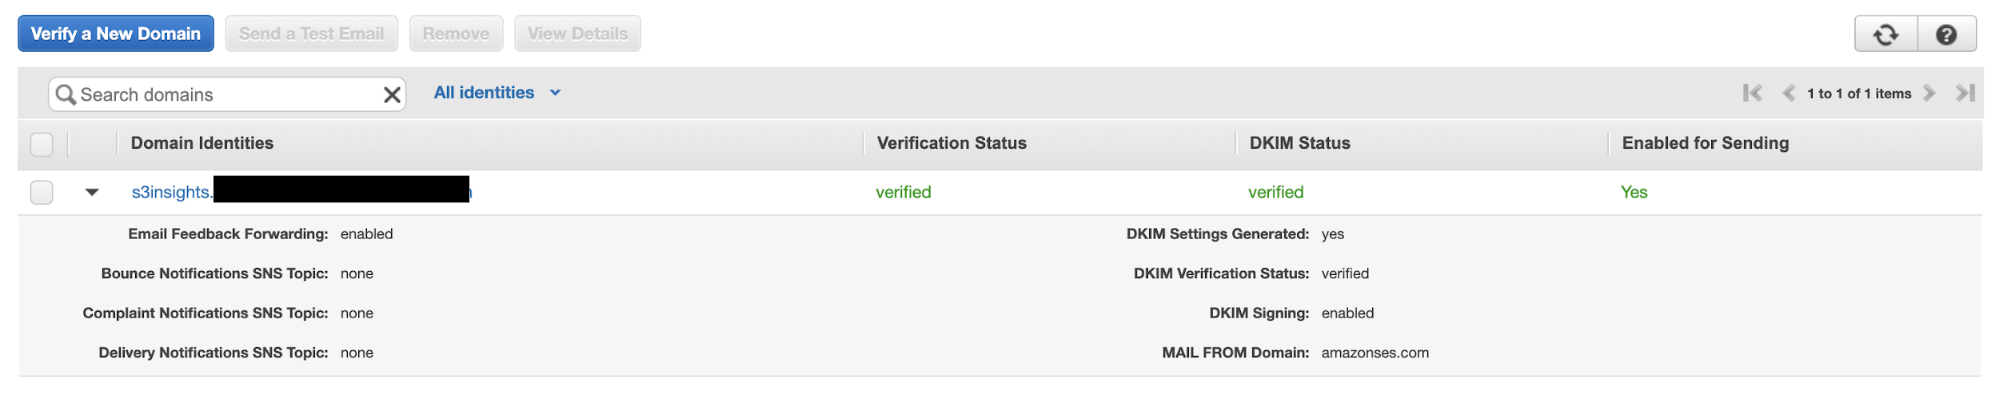 Verify a New Domain Send a Test Email Remove View Details
Search domains All identities 1 to 1 of 1 items
Domain Identities Verification Status DKIM Status Enabled for Sending
s3insights. verified verified Yes
Email Feedback Forwarding: enabled DKIM Settings Generated: yes
Bounce Notifications SNS Topic: none DKIM Verification Status: verified
Complaint Notifications SNS Topic: none DKIM Signing: enabled
Delivery Notifications SNS Topic: none MAIL FROM Domain: amazonses.com